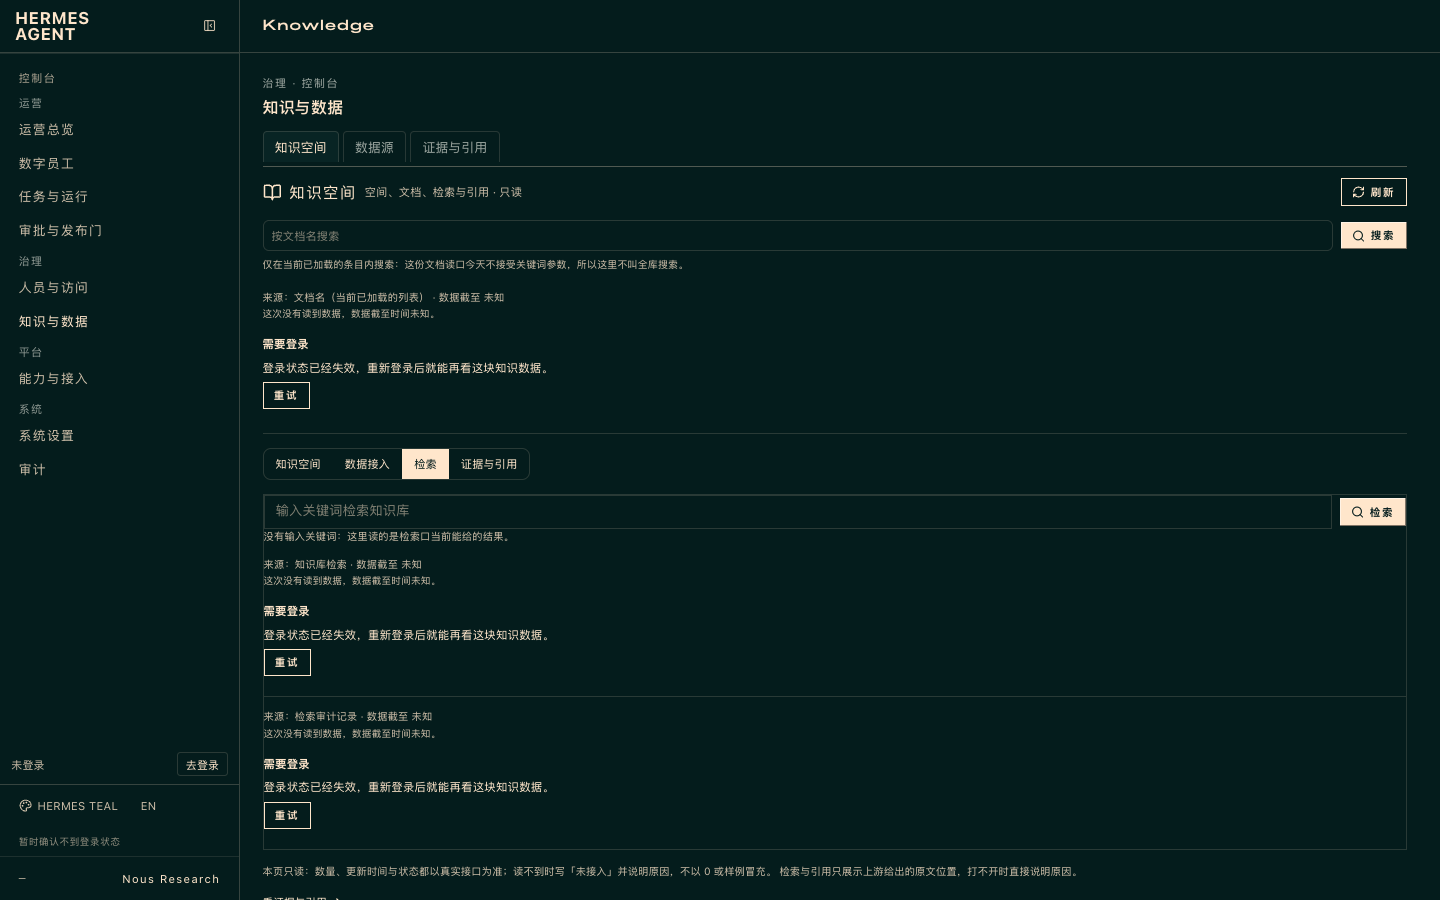 HERMES
AGENT
控制台
运营
运营总览
数字员工
任务与运行
审批与发布门
治理
人员与访问
知识与数据
平台
能力与接入
系统
系统设置
审计
未登录
去登录
HERMES TEAL
EN
暂时确认不到登录状态
—
Nous Research
Knowledge
治理 · 控制台
知识与数据
知识空间
数据源
证据与引用
知识空间
空间、文档、检索与引用 · 只读
刷新
按文档名搜索
搜索
仅在当前已加载的条目内搜索：这份文档读口今天不接受关键词参数，所以这里不叫全库搜索。
来源：文档名（当前已加载的列表） · 数据截至 未知
这次没有读到数据，数据截至时间未知。
需要登录
登录状态已经失效，重新登录后就能再看这块知识数据。
重试
知识空间
数据接入
检索
证据与引用
输入关键词检索知识库
检索
没有输入关键词：这里读的是检索口当前能给的结果。
来源：知识库检索 · 数据截至 未知
这次没有读到数据，数据截至时间未知。
需要登录
登录状态已经失效，重新登录后就能再看这块知识数据。
重试
来源：检索审计记录 · 数据截至 未知
这次没有读到数据，数据截至时间未知。
需要登录
登录状态已经失效，重新登录后就能再看这块知识数据。
重试
本页只读：数量、更新时间与状态都以真实接口为准；读不到时写「未接入」并说明原因，不以 0 或样例冒充。 检索与引用只展示上游给出的原文位置，打不开时直接说明原因。